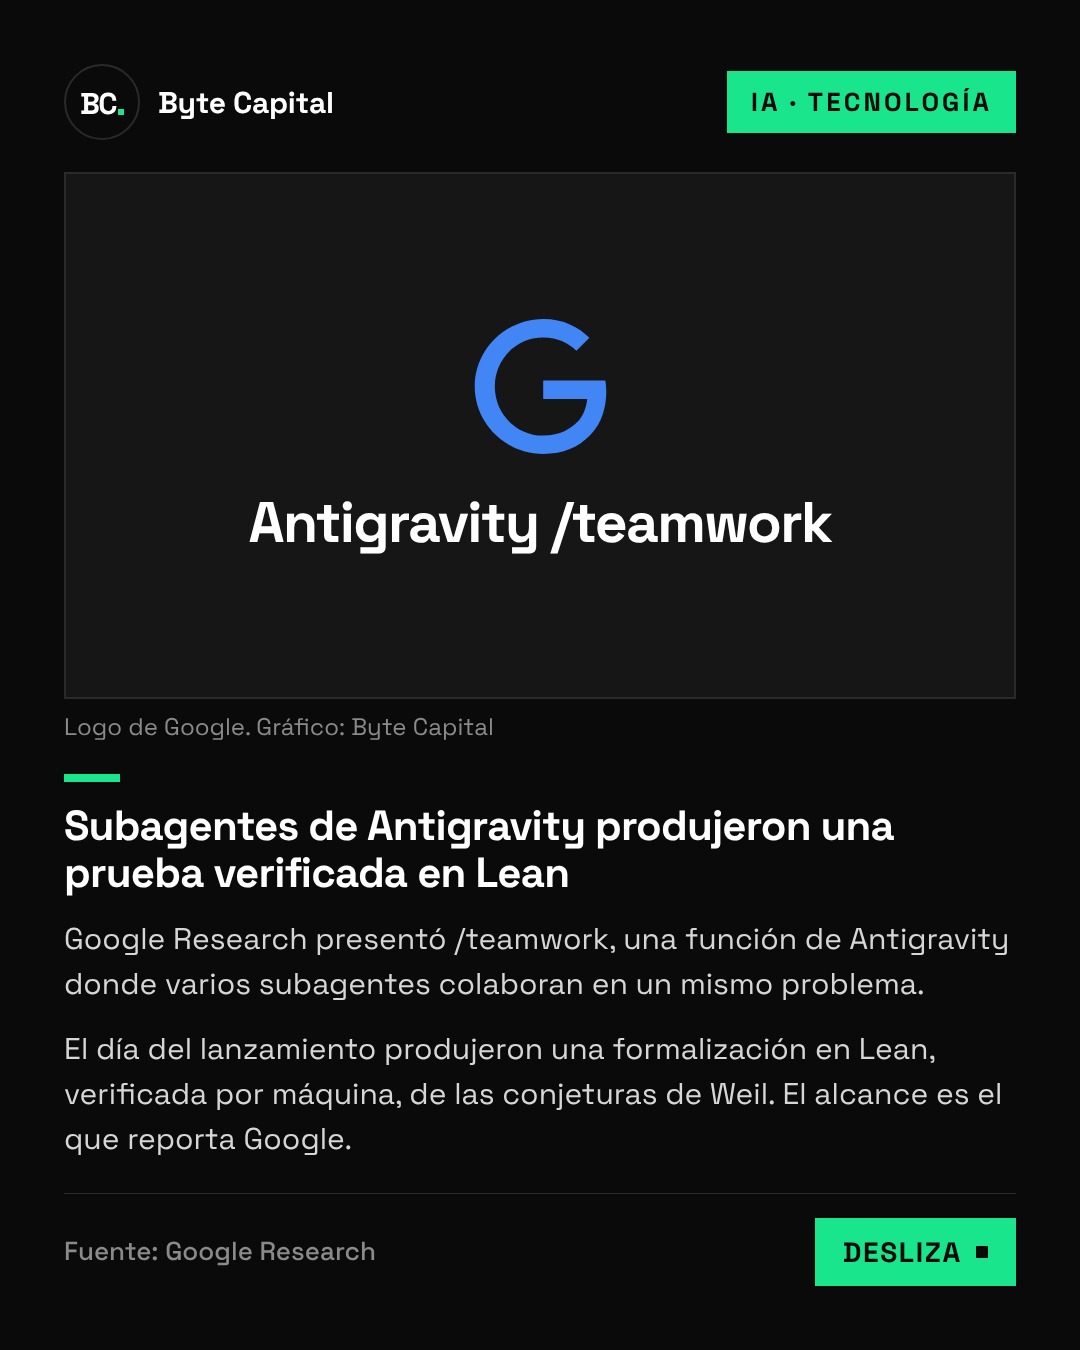 BC.
Byte Capital
IA · TECNOLOGÍA
G
Antigravity /teamwork
Logo de Google. Gráfico: Byte Capital
Subagentes de Antigravity produjeron una
prueba verificada en Lean
Google Research presentó /teamwork, una función de Antigravity
donde varios subagentes colaboran en un mismo problema.
El día del lanzamiento produjeron una formalización en Lean,
verificada por máquina, de las conjeturas de Weil. El alcance es el
que reporta Google.
Fuente: Google Research
DESLIZA